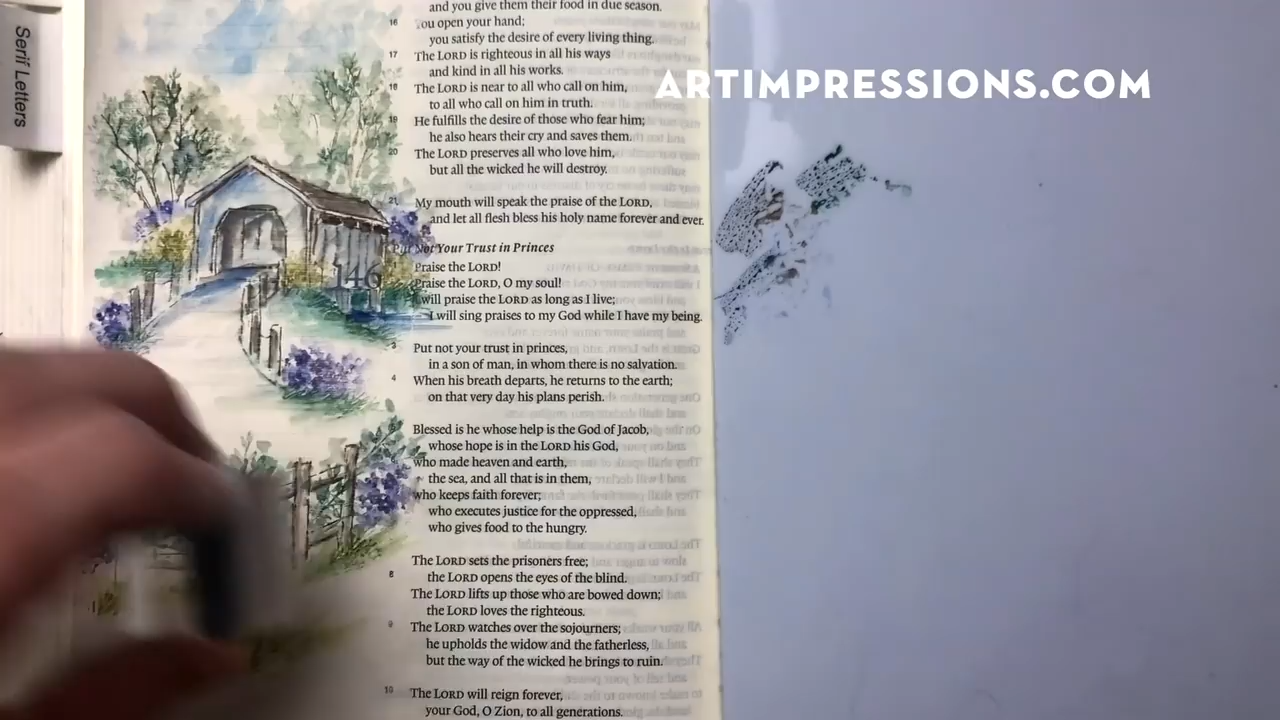 Serif Letters
ARTIMPRESSIONS.COM
and you give them their food in due season.
16 You open your hand;
you satisfy the desire of every living thing.
17 The LORD is righteous in all his ways
and kind in all his works.
18 The LORD is near to all who call on him,
to all who call on him in truth.
19 He fulfills the desire of those who fear him;
he also hears their cry and saves them.
20 The LORD preserves all who love him,
but all the wicked he will destroy.
21 My mouth will speak the praise of the LORD,
and let all flesh bless his holy name forever and ever.
Put Not Your Trust in Princes
146 Praise the LORD!
Praise the LORD, O my soul!
I will praise the LORD as long as I live;
I will sing praises to my God while I have my being.
3 Put not your trust in princes,
in a son of man, in whom there is no salvation.
4 When his breath departs, he returns to the earth;
on that very day his plans perish.
Blessed is he whose help is the God of Jacob,
whose hope is in the LORD his God,
who made heaven and earth,
the sea, and all that is in them,
who keeps faith forever;
who executes justice for the oppressed,
who gives food to the hungry.
The LORD sets the prisoners free;
8 the LORD opens the eyes of the blind.
The LORD lifts up those who are bowed down;
the LORD loves the righteous.
9 The LORD watches over the sojourners;
he upholds the widow and the fatherless,
but the way of the wicked he brings to ruin.
10 The LORD will reign forever,
your God, O Zion, to all generations.